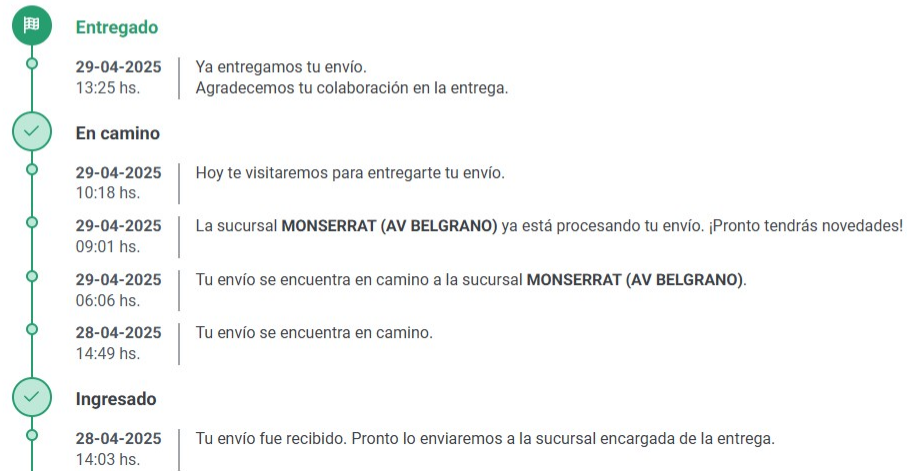 Entregado
29-04-2025
13:25 hs.
Ya entregamos tu envío.
Agradecemos tu colaboración en la entrega.
En camino
29-04-2025
10:18 hs.
Hoy te visitaremos para entregarte tu envío.
29-04-2025
09:01 hs.
La sucursal MONSERRAT (AV BELGRANO) ya está procesando tu envío. ¡Pronto tendrás novedades!
29-04-2025
06:06 hs.
Tu envío se encuentra en camino a la sucursal MONSERRAT (AV BELGRANO).
28-04-2025
14:49 hs.
Tu envío se encuentra en camino.
Ingresado
28-04-2025
14:03 hs.
Tu envío fue recibido. Pronto lo enviaremos a la sucursal encargada de la entrega.